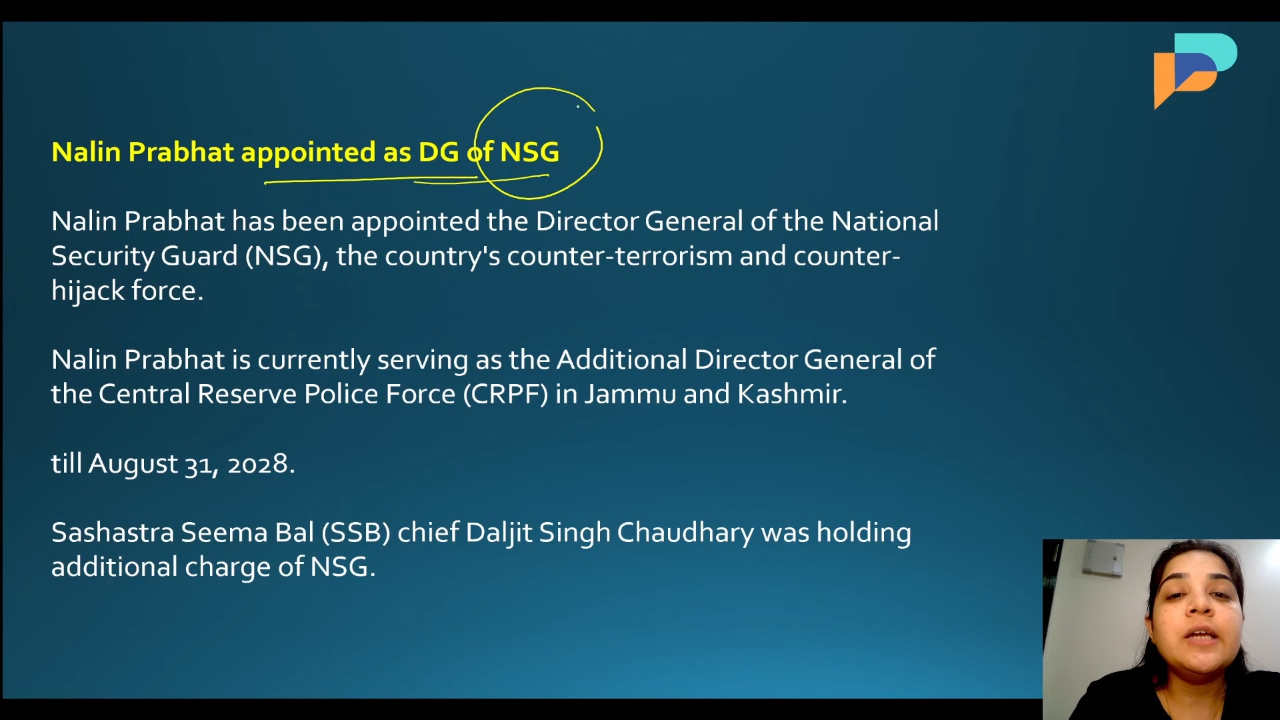 Nalin Prabhat appointed as DG of NSG
Nalin Prabhat has been appointed the Director General of the National
Security Guard (NSG), the country's counter-terrorism and counter-
hijack force.
Nalin Prabhat is currently serving as the Additional Director General of
the Central Reserve Police Force (CRPF) in Jammu and Kashmir.
till August 31, 2028.
Sashastra Seema Bal (SSB) chief Daljit Singh Chaudhary was holding
additional charge of NSG.